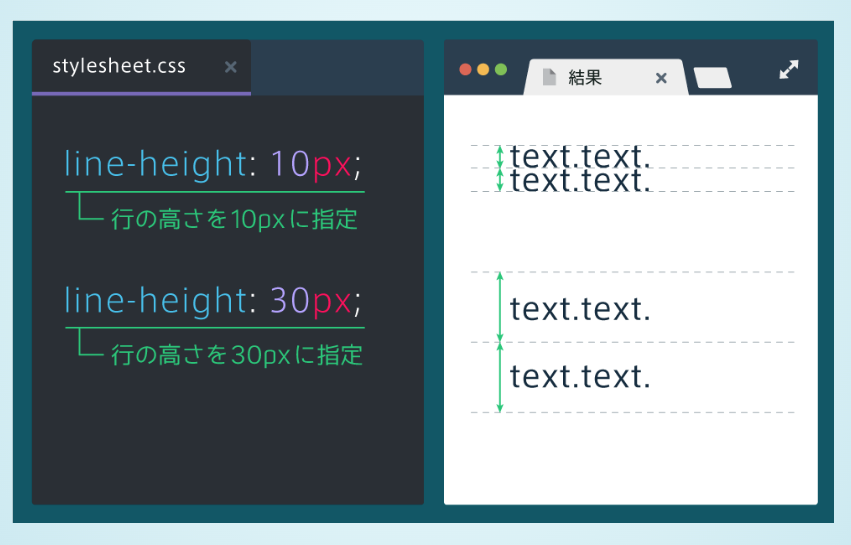 stylesheet.css ×
line-height: 10px;
行の高さを10pxに指定
line-height: 30px;
行の高さを30pxに指定
結果 ×
text.text.
text.text.
text.text.
text.text.